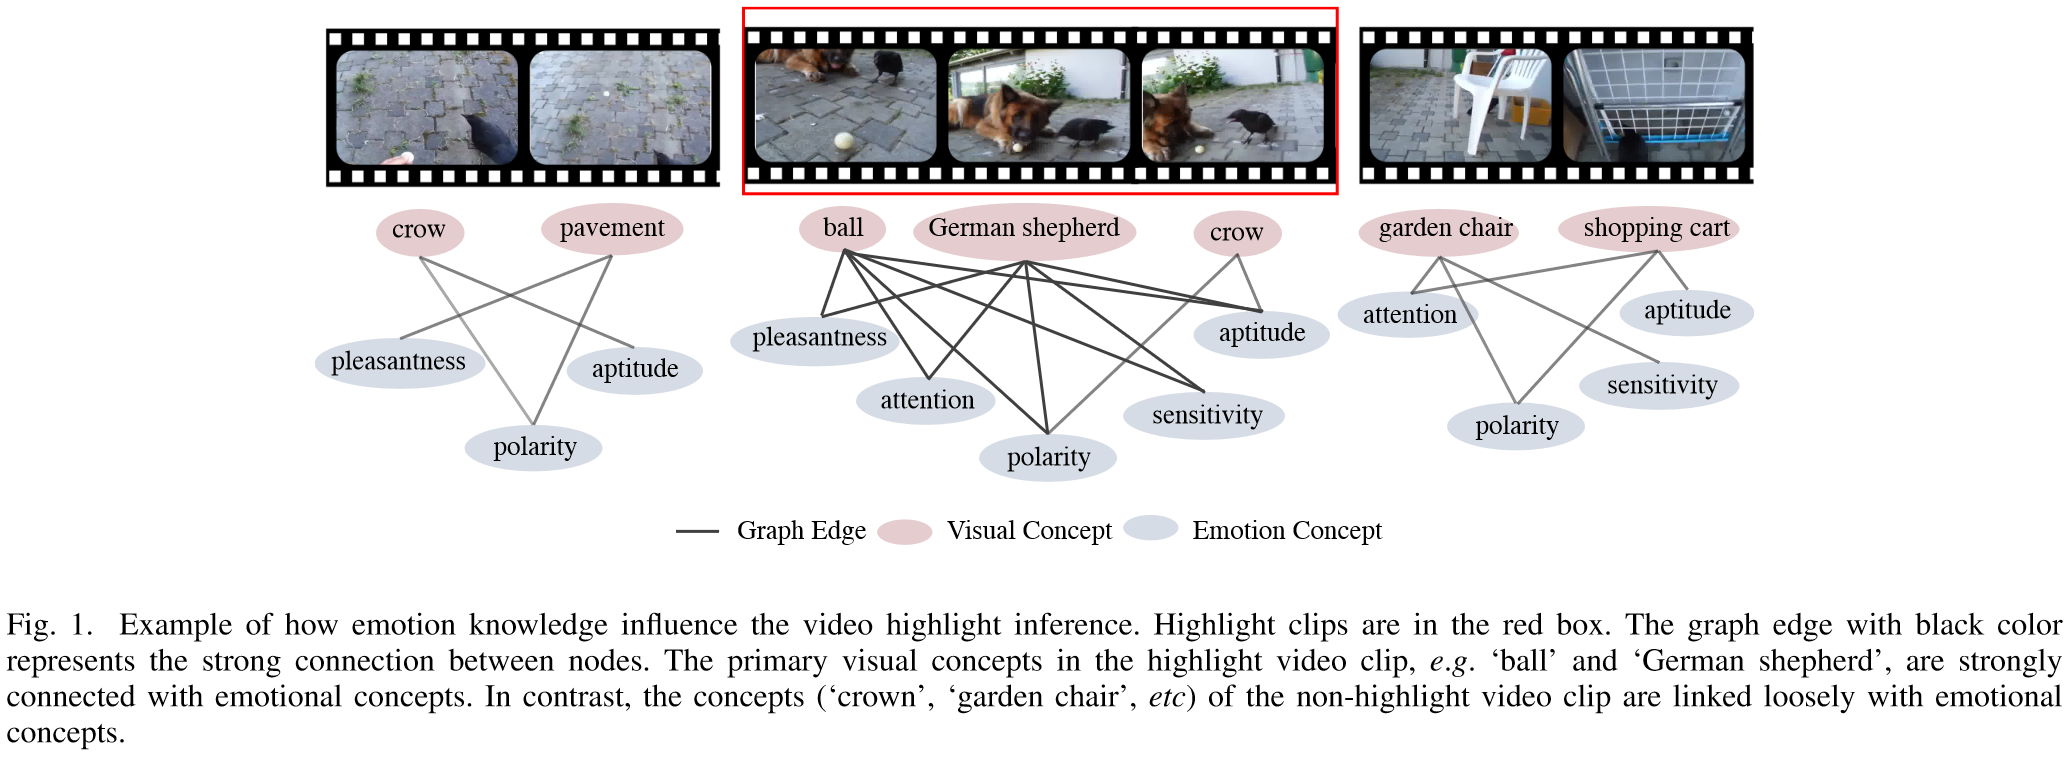 crow pavement ball German shepherd crow garden chair shopping cart
pleasantness aptitude polarity
pleasantness attention polarity sensitivity aptitude
attention aptitude sensitivity polarity
Graph Edge Visual Concept Emotion Concept
Fig. 1. Example of how emotion knowledge influence the video highlight inference. Highlight clips are in the red box. The graph edge with black color
represents the strong connection between nodes. The primary visual concepts in the highlight video clip, e.g. ‘ball’ and ‘German shepherd’, are strongly
connected with emotional concepts. In contrast, the concepts (‘crown’, ‘garden chair’, etc) of the non-highlight video clip are linked loosely with emotional
concepts.